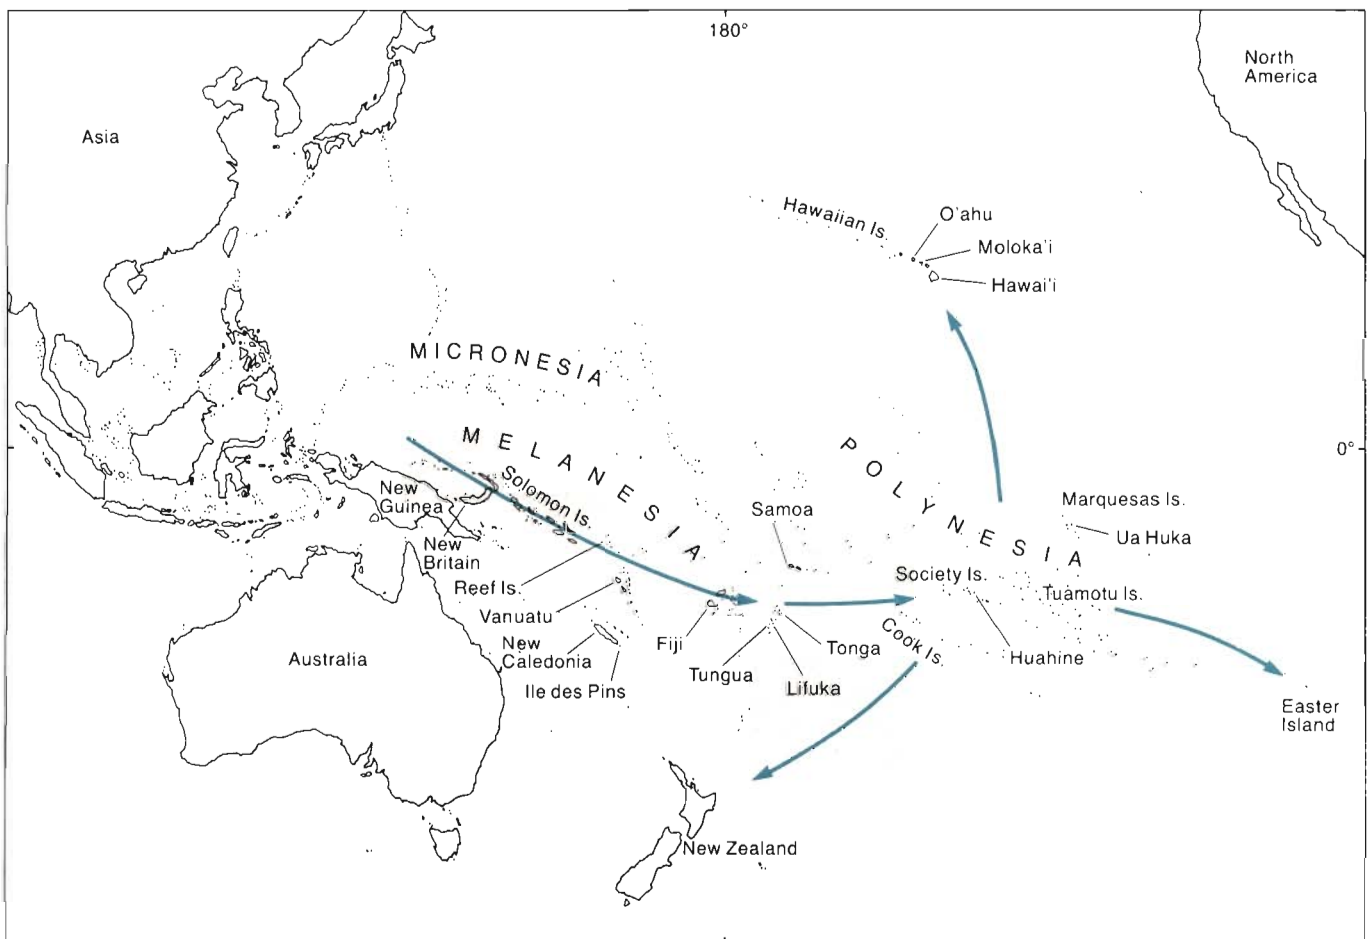 180°
North
America
Asia
Hawaiian Is.
O'ahu
Moloka'i
Hawai'i
MICRONESIA
MELANESIA
POLYNESIA
0°
New
Guinea
Solomon Is.
Samoa
Marquesas Is.
Ua Huka
New
Britain
Reef Is.
Society Is.
Tuamotu Is.
Vanuatu
New
Caledonia
Fiji
Cook Is.
Tonga
Huahine
Australia
Ile des Pins
Tungua
Lifuka
Easter
Island
New Zealand